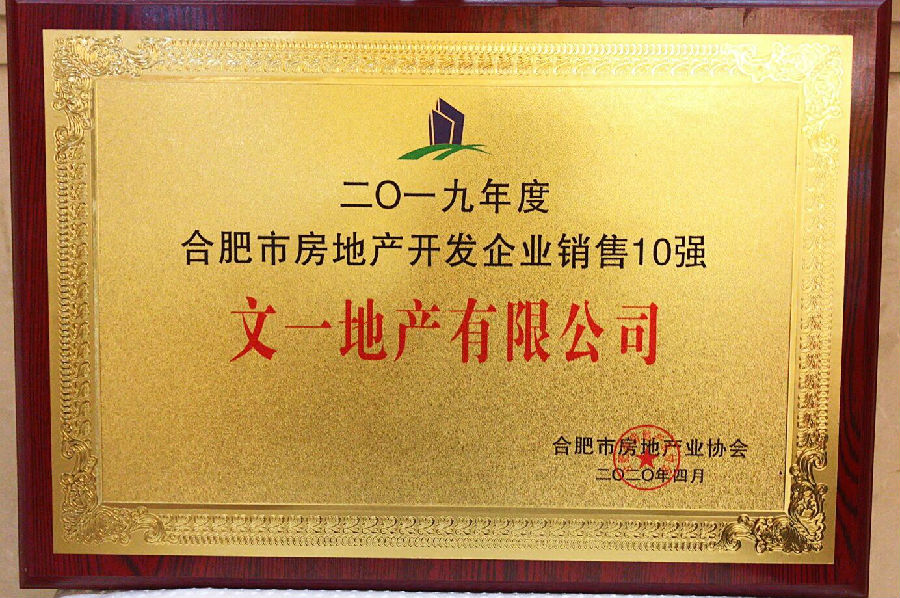 二〇一九年度
合肥市房地产开发企业销售10强
文一地产有限公司
合肥市房地产业协会
二〇二〇年四月